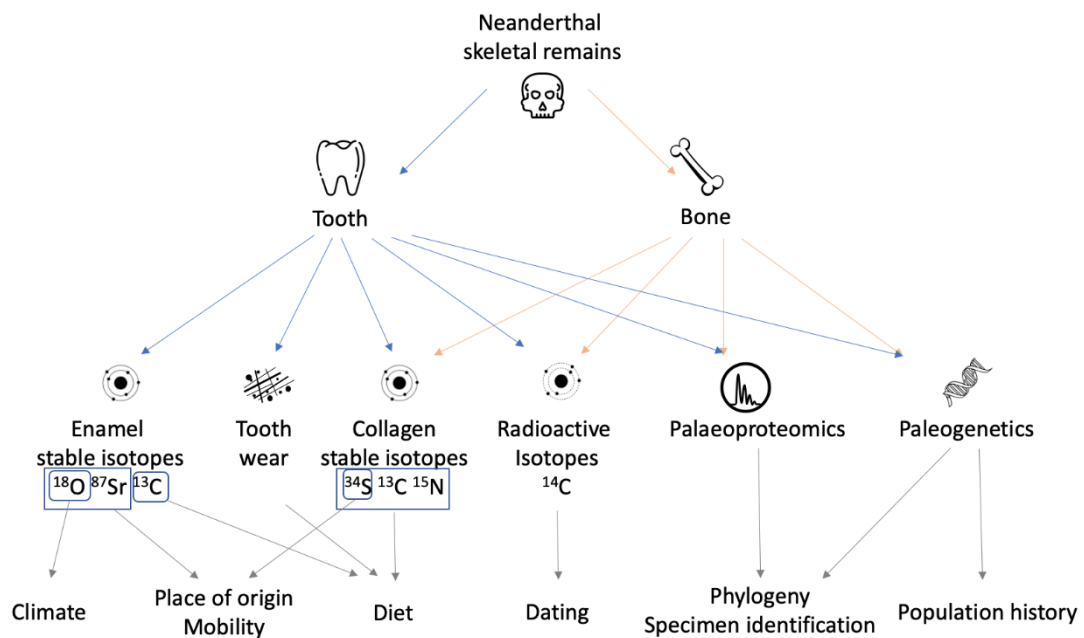 Neanderthal
skeletal remains
Tooth
Bone
Enamel
stable isotopes
¹⁸O ⁸⁷Sr ¹³C
Tooth
wear
Collagen
stable isotopes
³⁴S ¹³C ¹⁵N
Radioactive
Isotopes
¹⁴C
Palaeoproteomics
Paleogenetics
Climate
Place of origin
Mobility
Diet
Dating
Phylogeny
Specimen identification
Population history